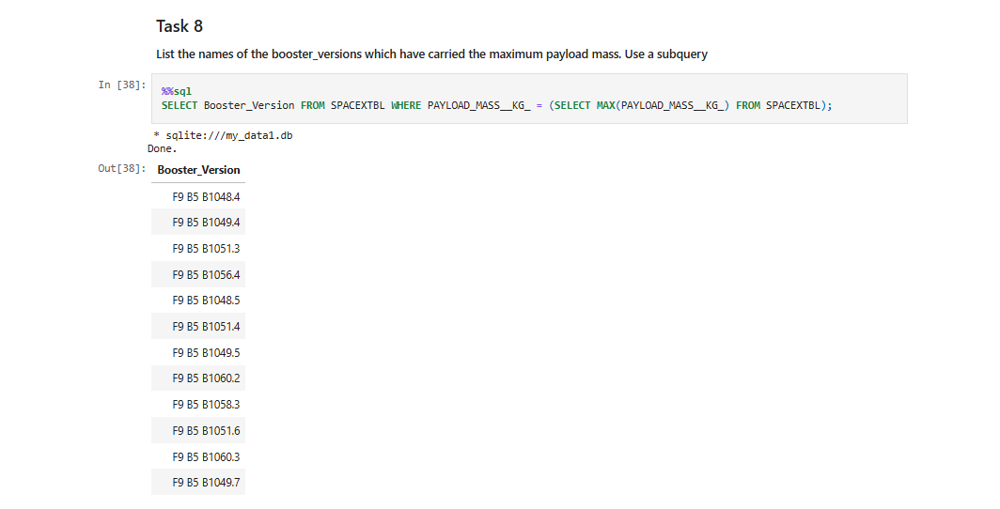 Task 8
List the names of the booster_versions which have carried the maximum payload mass. Use a subquery
In [38]:
%%sql
SELECT Booster_Version FROM SPACEXTBL WHERE PAYLOAD_MASS__KG_ = (SELECT MAX(PAYLOAD_MASS__KG_) FROM SPACEXTBL);
* sqlite:///my_data1.db
Done.
Out[38]:
Booster_Version
F9 B5 B1048.4
F9 B5 B1049.4
F9 B5 B1051.3
F9 B5 B1056.4
F9 B5 B1048.5
F9 B5 B1051.4
F9 B5 B1049.5
F9 B5 B1060.2
F9 B5 B1058.3
F9 B5 B1051.6
F9 B5 B1060.3
F9 B5 B1049.7